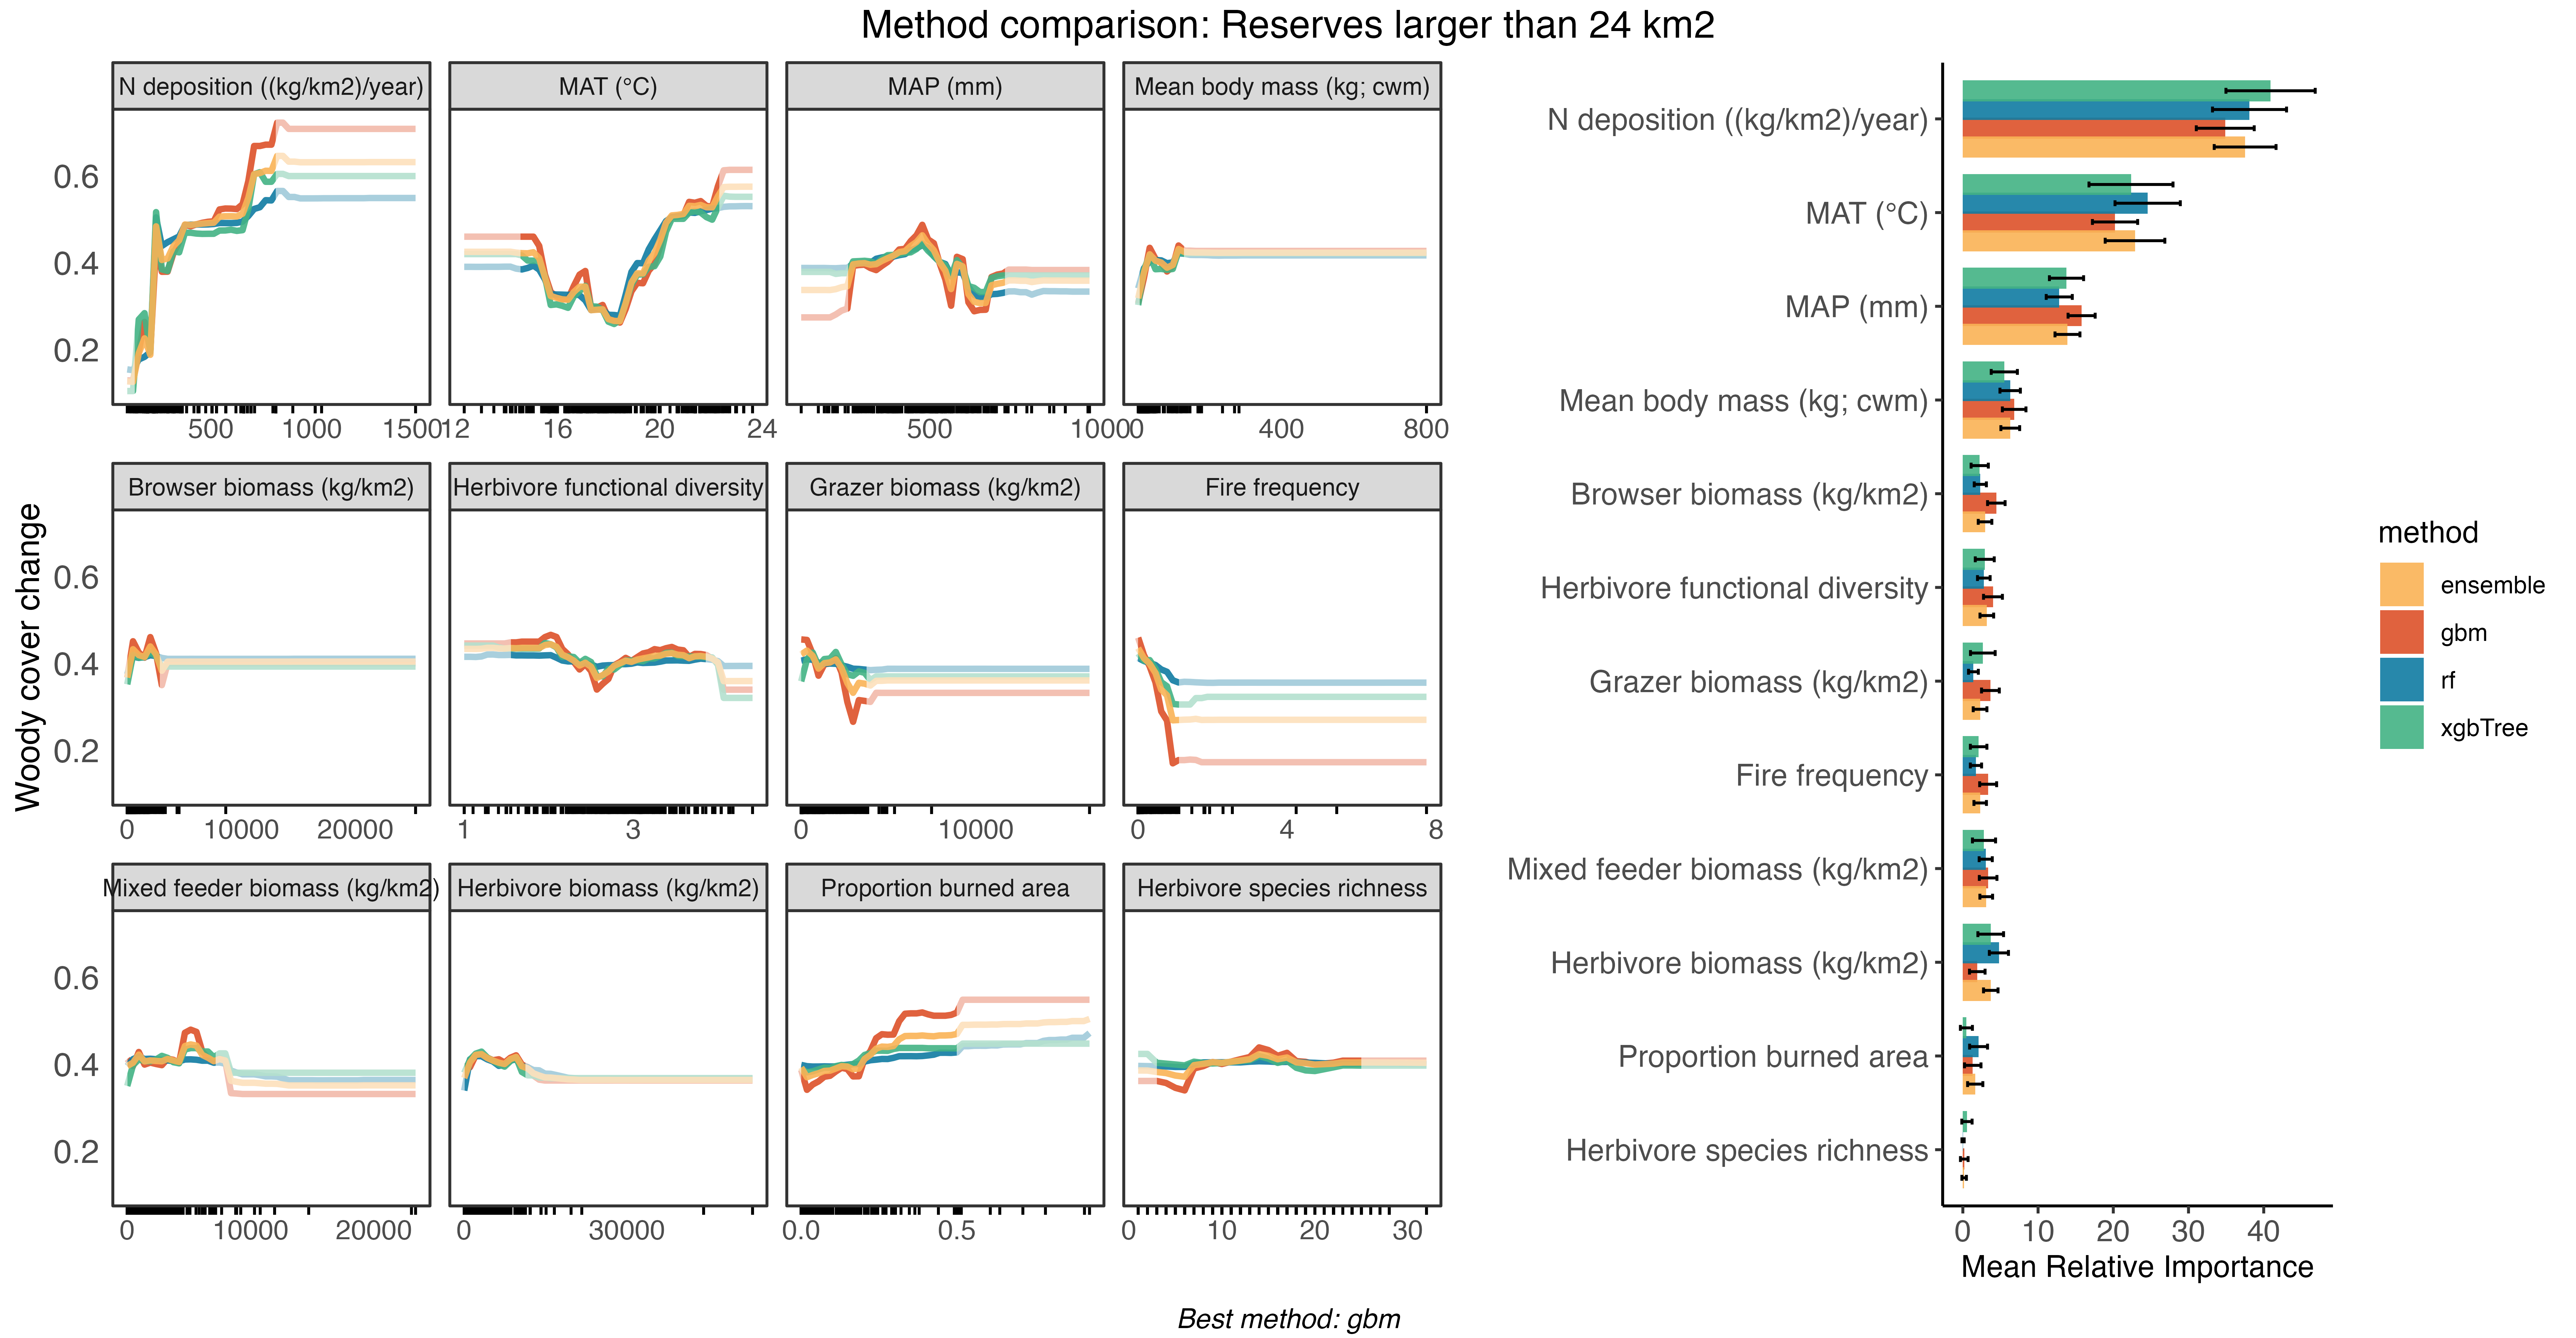 Method comparison: Reserves larger than 24 km2
N deposition ((kg/km2)/year)
MAT (°C)
MAP (mm)
Mean body mass (kg; cwm)
0.6
0.4
0.2
500 1000 1500
12 16 20 24
500 1000
0 400 800
Woody cover change
Browser biomass (kg/km2)
Herbivore functional diversity
Grazer biomass (kg/km2)
Fire frequency
0.6
0.4
0.2
0 10000 20000
1 3
0 10000
0 4 8
Mixed feeder biomass (kg/km2)
Herbivore biomass (kg/km2)
Proportion burned area
Herbivore species richness
0.6
0.4
0.2
0 10000 20000
0 30000
0.0 0.5
0 10 20 30
N deposition ((kg/km2)/year)
MAT (°C)
MAP (mm)
Mean body mass (kg; cwm)
Browser biomass (kg/km2)
Herbivore functional diversity
Grazer biomass (kg/km2)
Fire frequency
Mixed feeder biomass (kg/km2)
Herbivore biomass (kg/km2)
Proportion burned area
Herbivore species richness
0 10 20 30 40
Mean Relative Importance
method
ensemble
gbm
rf
xgbTree
Best method: gbm